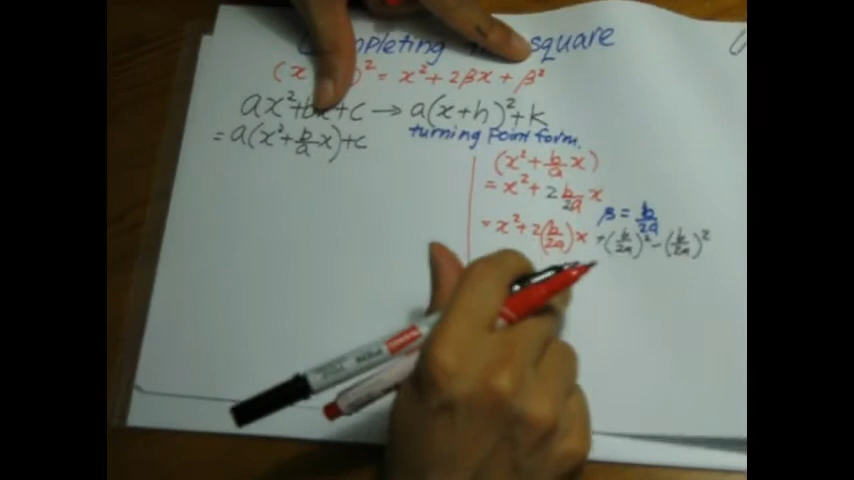 Completing square
(x )² = x² + 2βx + β²
ax² + bx + c → a(x + h)² + k
= a(x² + b/a x) + c turning point form.
(x² + b/a x)
= x² + 2 b/2a x
β = b/2a
= x² + 2(b/2a)x + (b/2a)² - (b/2a)²